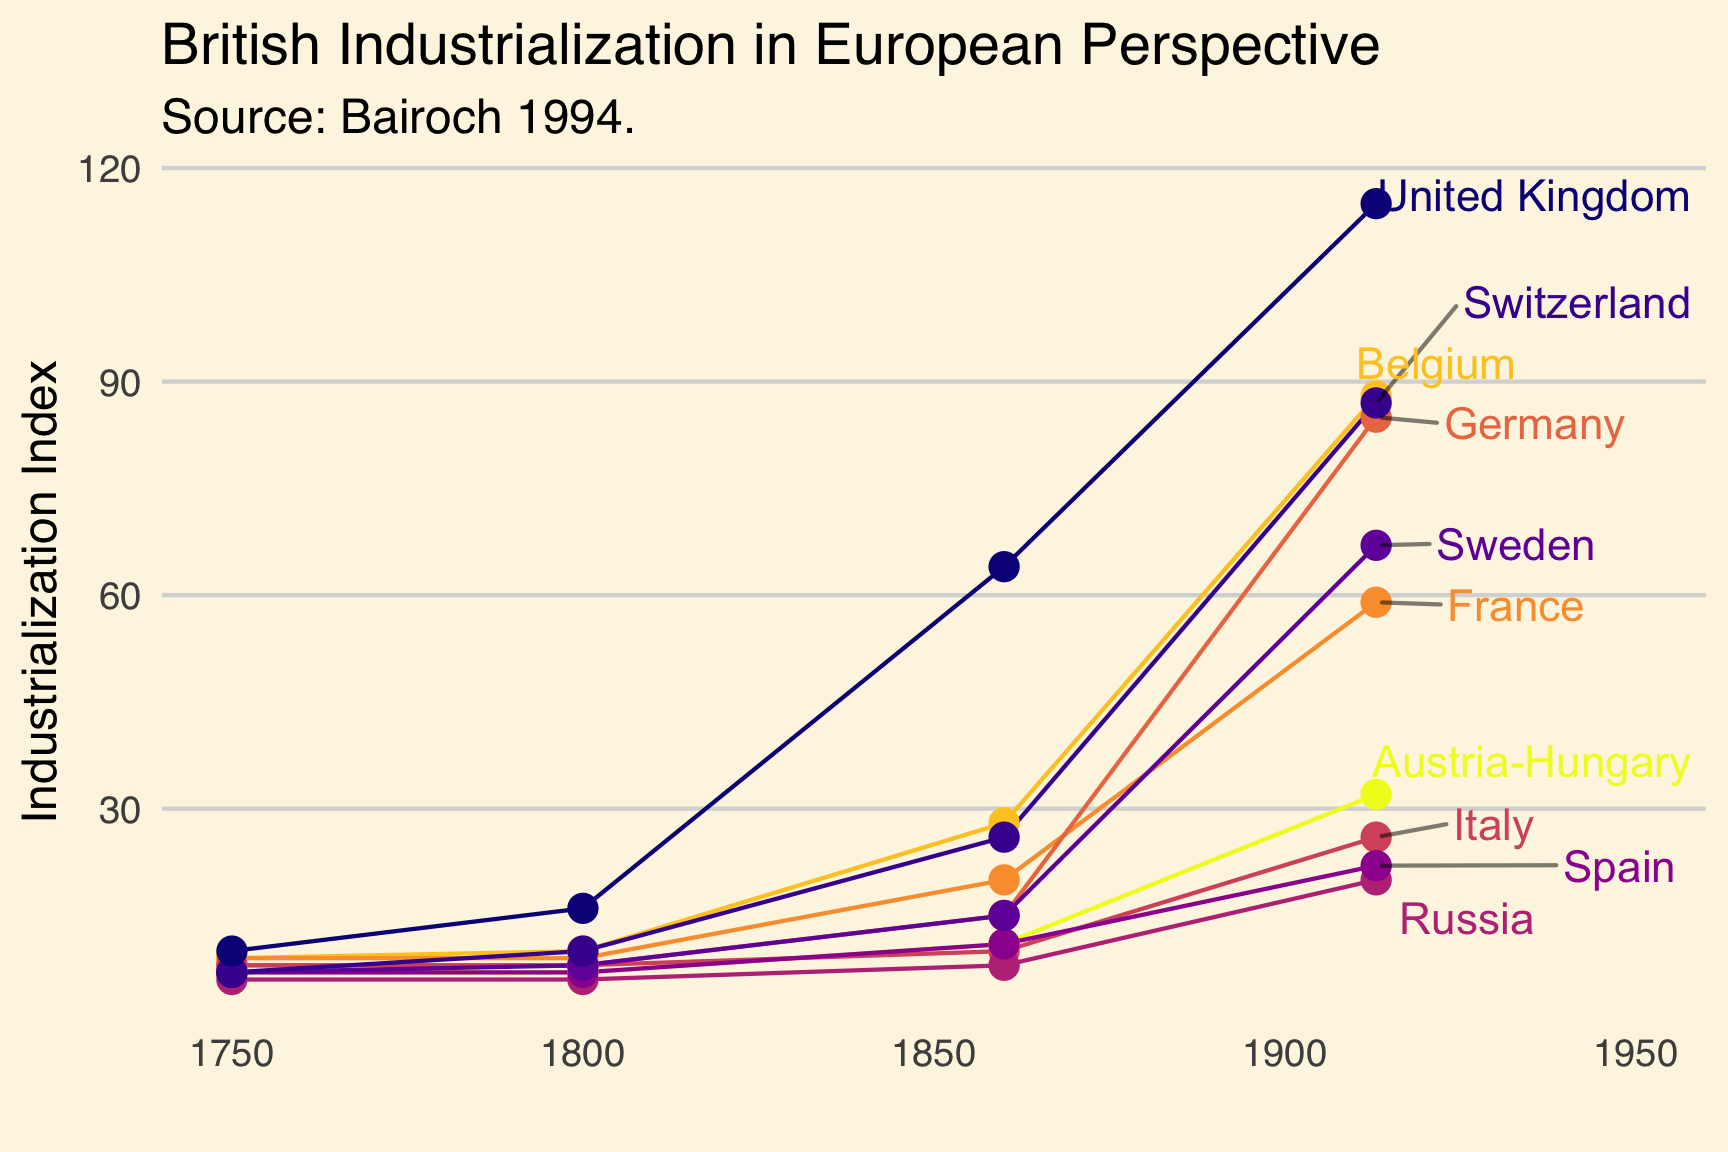 British Industrialization in European Perspective
Source: Bairoch 1994.
Industrialization Index
120
90
60
30
United Kingdom
Switzerland
Belgium
Germany
Sweden
France
Austria-Hungary
Italy
Spain
Russia
1750
1800
1850
1900
1950